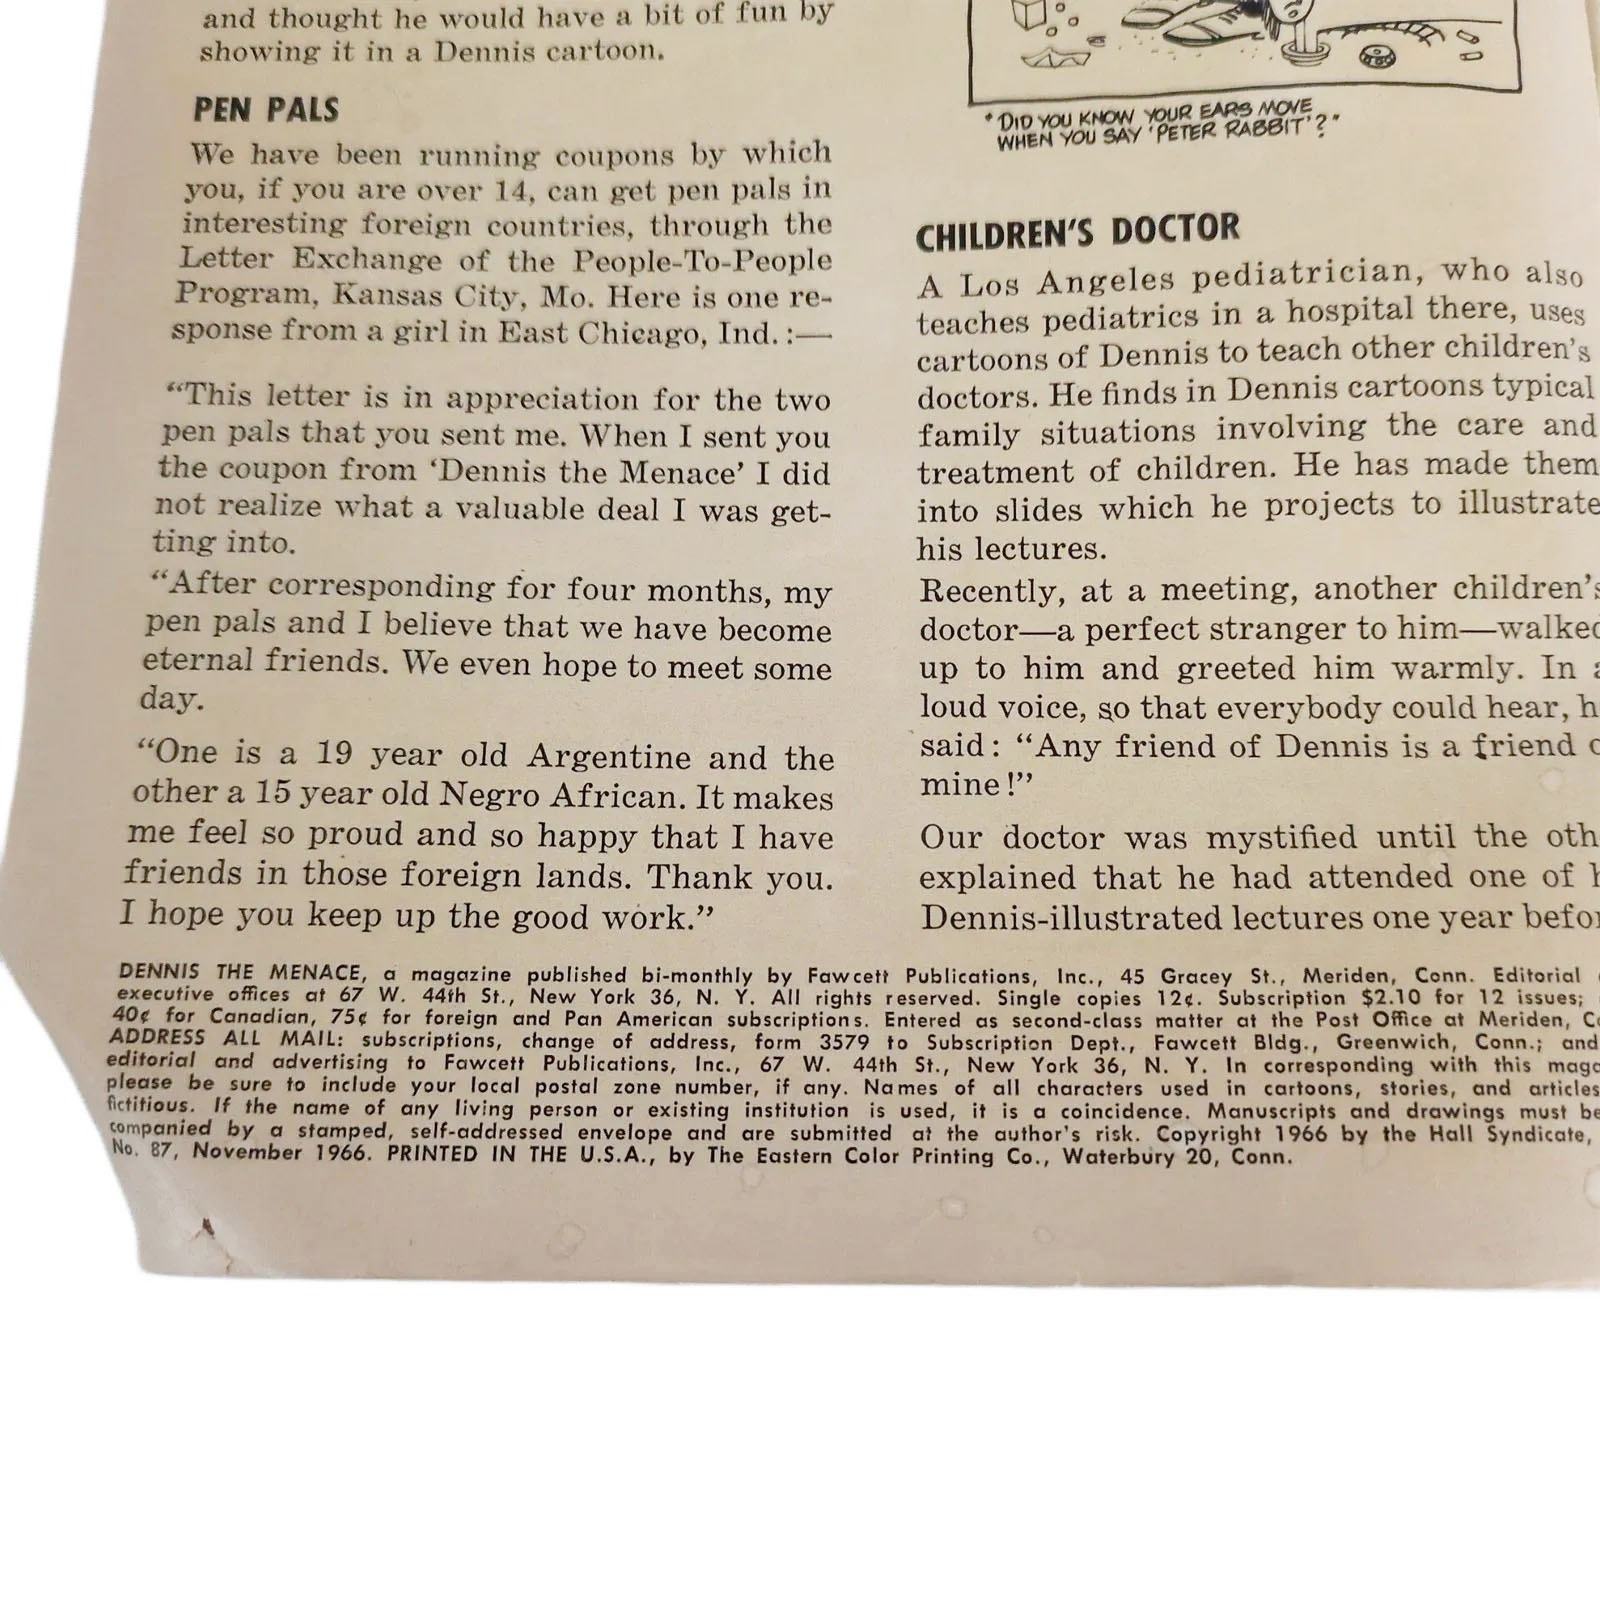 and thought he would have a bit of fun by
showing it in a Dennis cartoon.
PEN PALS
We have been running coupons by which
you, if you are over 14, can get pen pals in
interesting foreign countries, through the
Letter Exchange of the People-To-People
Program, Kansas City, Mo. Here is one re-
sponse from a girl in East Chicago, Ind.:—
“This letter is in appreciation for the two
pen pals that you sent me. When I sent you
the coupon from ‘Dennis the Menace’ I did
not realize what a valuable deal I was get-
ting into.
“After corresponding for four months, my
pen pals and I believe that we have become
eternal friends. We even hope to meet some
day.
“One is a 19 year old Argentine and the
other a 15 year old Negro African. It makes
me feel so proud and so happy that I have
friends in those foreign lands. Thank you.
I hope you keep up the good work.”
"DID YOU KNOW YOUR EARS MOVE
WHEN YOU SAY 'PETER RABBIT'?"
CHILDREN'S DOCTOR
A Los Angeles pediatrician, who also
teaches pediatrics in a hospital there, uses
cartoons of Dennis to teach other children's
doctors. He finds in Dennis cartoons typical
family situations involving the care and
treatment of children. He has made them
into slides which he projects to illustrate
his lectures.
Recently, at a meeting, another children's
doctor—a perfect stranger to him—walked
up to him and greeted him warmly. In
loud voice, so that everybody could hear,
said: “Any friend of Dennis is a friend
mine!”
Our doctor was mystified until the
explained that he had attended one of
Dennis-illustrated lectures one year
DENNIS THE MENACE, a magazine published bi-monthly by Fawcett Publications, Inc., 45 Gracey St., Meriden, Conn. Editorial
executive offices at 67 W. 44th St., New York 36, N. Y. All rights reserved. Single copies 12¢. Subscription $2.10 for 12 issues;
40¢ for Canadian, 75¢ for foreign and Pan American subscriptions. Entered as second-class matter at the Post Office at Meriden,
ADDRESS ALL MAIL: subscriptions, change of address, form 3579 to Subscription Dept., Fawcett Bldg., Greenwich, Conn.; and
editorial and advertising to Fawcett Publications, Inc., 67 W. 44th St., New York 36, N. Y. In corresponding with this
please be sure to include your local postal zone number, if any. Names of all characters used in cartoons, stories, and articles
fictitious. If the name of any living person or existing institution is used, it is a coincidence. Manuscripts and drawings must
companied by a stamped, self-addressed envelope and are submitted at the author's risk. Copyright 1966 by the Hall Syndicate,
No. 87, November 1966. PRINTED IN THE U.S.A., by The Eastern Color Printing Co., Waterbury 20, Conn.